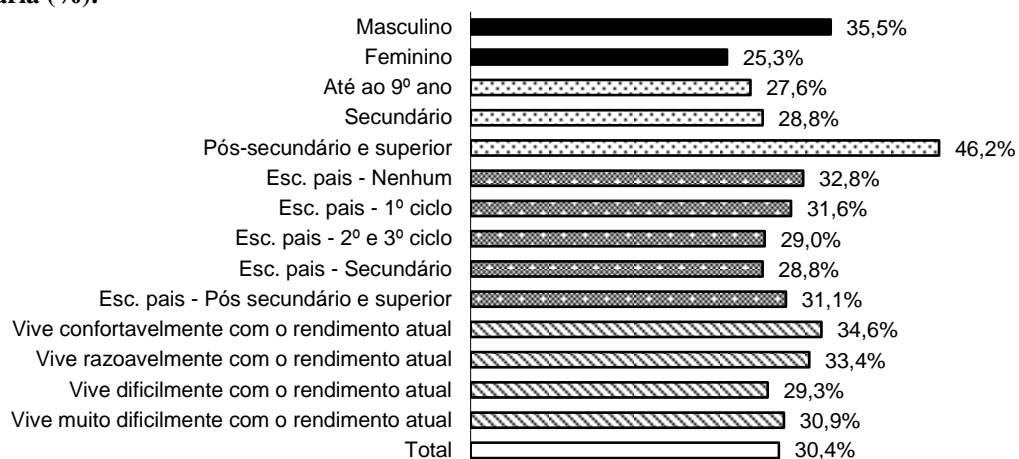 Masculino 35,5%
Feminino 25,3%
Até ao 9º ano 27,6%
Secundário 28,8%
Pós-secundário e superior 46,2%
Esc. pais - Nenhum 32,8%
Esc. pais - 1º ciclo 31,6%
Esc. pais - 2º e 3º ciclo 29,0%
Esc. pais - Secundário 28,8%
Esc. pais - Pós secundário e superior 31,1%
Vive confortavelmente com o rendimento atual 34,6%
Vive razoavelmente com o rendimento atual 33,4%
Vive dificilmente com o rendimento atual 29,3%
Vive muito dificilmente com o rendimento atual 30,9%
Total 30,4%